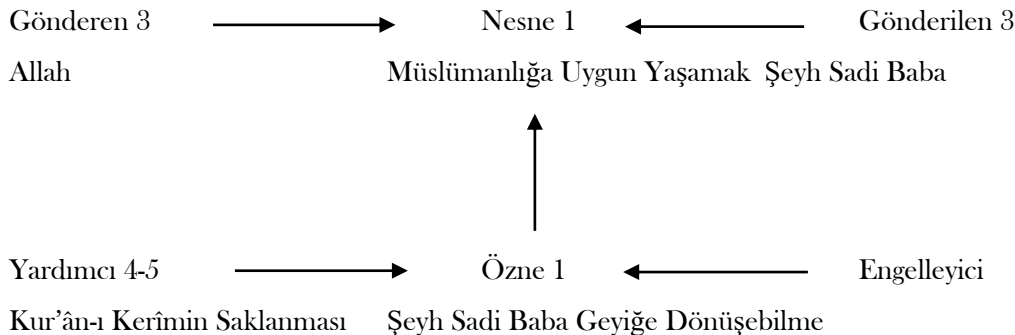 Gönderen 3 Nesne 1 Gönderilen 3
Allah Müslümanlığa Uygun Yaşamak Şeyh Sadi Baba
Yardımcı 4-5 Özne 1 Engelleyici
Kur’ân-ı Kerîmin Saklanması Şeyh Sadi Baba Geyiğe Dönüşebilme